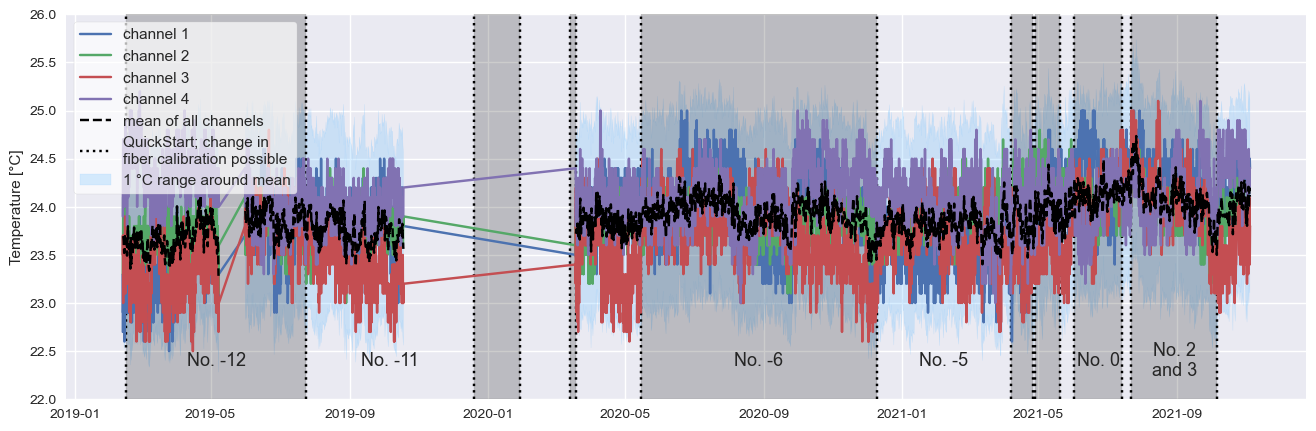 26.0
25.5
25.0
24.5
24.0
23.5
23.0
22.5
22.0
Temperature [°C]
channel 1
channel 2
channel 3
channel 4
mean of all channels
QuickStart; change in
fiber calibration possible
1 °C range around mean
No. -12
No. -11
No. -6
No. -5
No. 0
No. 2
and 3
2019-01
2019-05
2019-09
2020-01
2020-05
2020-09
2021-01
2021-05
2021-09